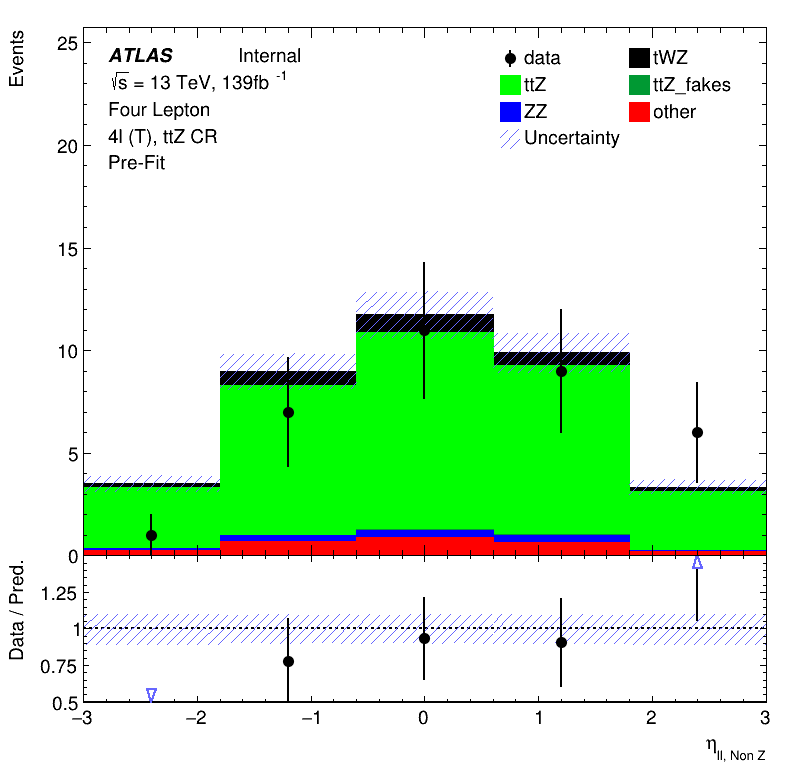 Events
25
20
15
10
5
0
ATLAS Internal
√s = 13 TeV, 139fb⁻¹
Four Lepton
4l (T), ttZ CR
Pre-Fit
data
tWZ
ttZ
ttZ_fakes
ZZ
other
Uncertainty
Data / Pred.
1.25
1
0.75
0.5
−3 −2 −1 0 1 2 3
η ll, Non Z